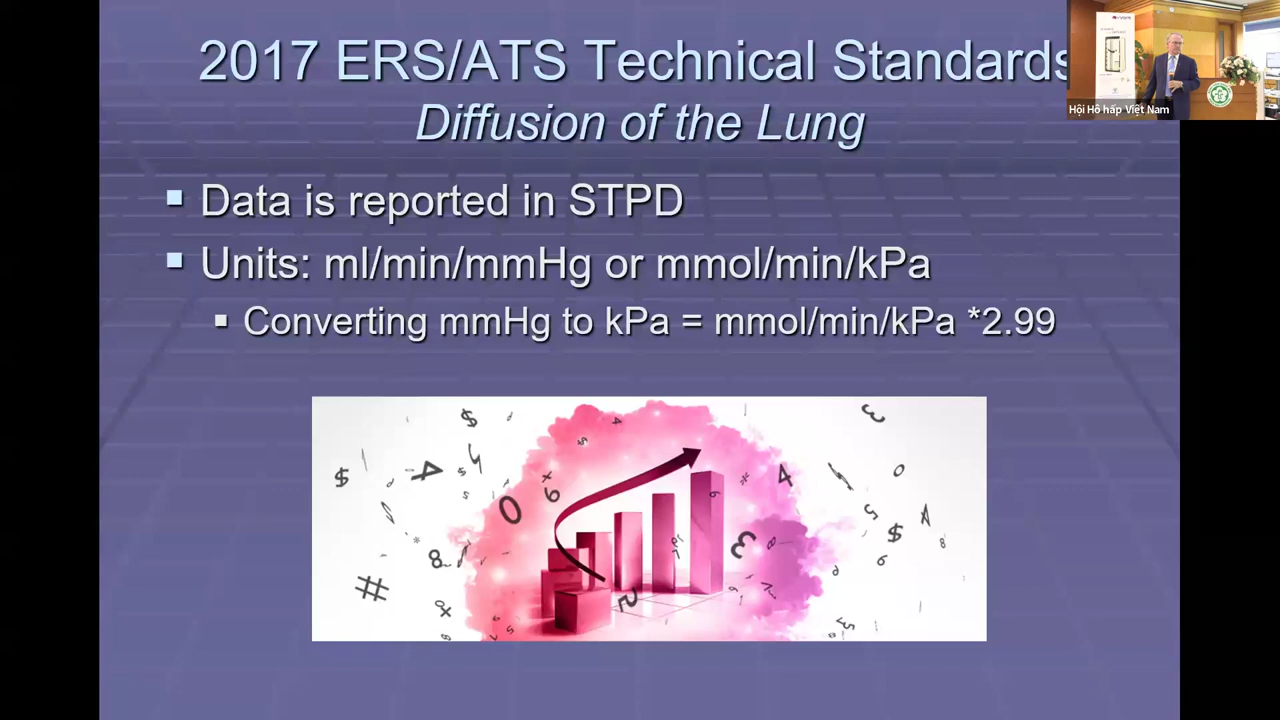 2017 ERS/ATS Technical Standards
Diffusion of the Lung
Hội Hô hấp Việt Nam
▪ Data is reported in STPD
▪ Units: ml/min/mmHg or mmol/min/kPa
▪ Converting mmHg to kPa = mmol/min/kPa *2.99